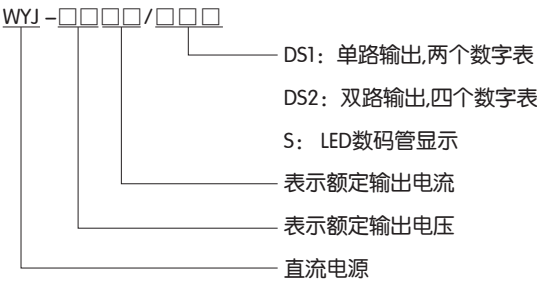 WYJ-□□□□/□□□
DS1：单路输出,两个数字表
DS2：双路输出,四个数字表
S：LED数码管显示
表示额定输出电流
表示额定输出电压
直流电源